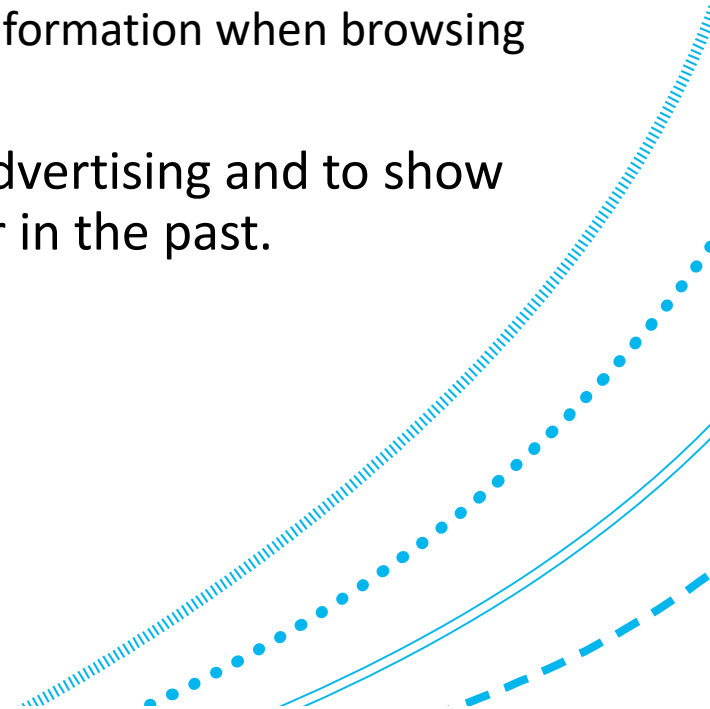 formation when browsing
dvertising and to show
r in the past.